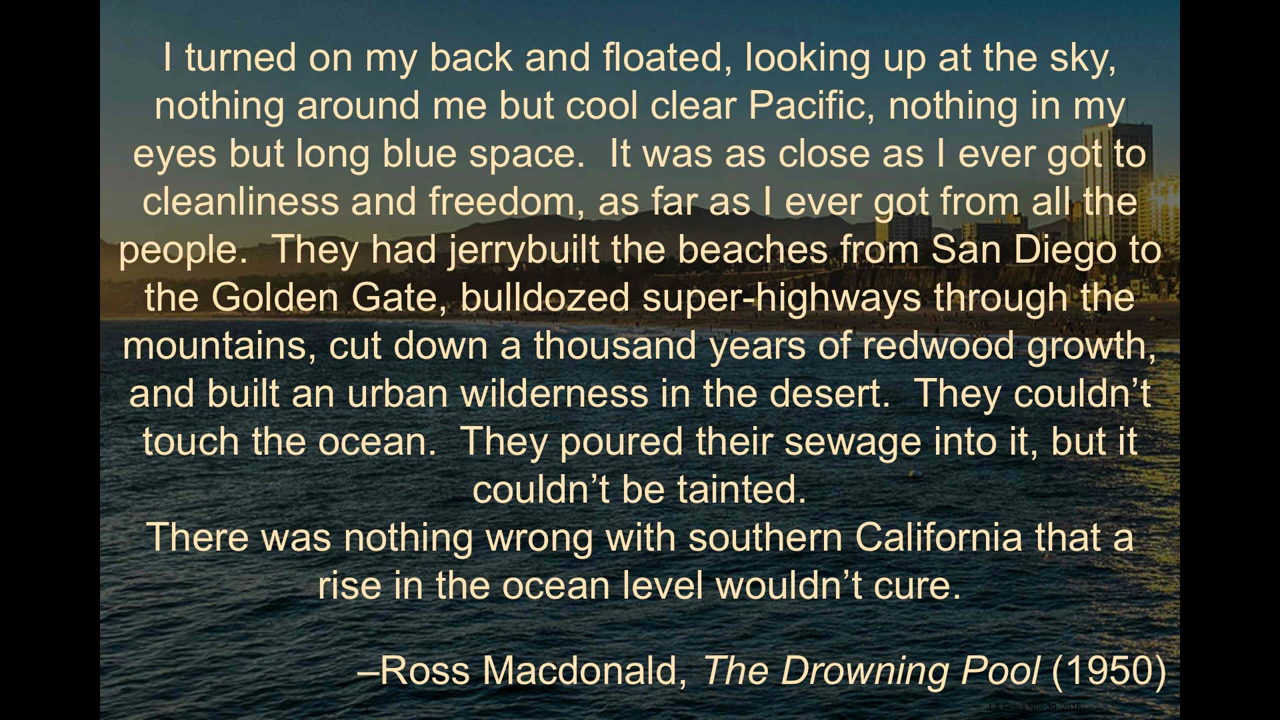 I turned on my back and floated, looking up at the sky,
nothing around me but cool clear Pacific, nothing in my
eyes but long blue space.  It was as close as I ever got to
cleanliness and freedom, as far as I ever got from all the
people.  They had jerrybuilt the beaches from San Diego to
the Golden Gate, bulldozed super-highways through the
mountains, cut down a thousand years of redwood growth,
and built an urban wilderness in the desert.  They couldn’t
touch the ocean.  They poured their sewage into it, but it
couldn’t be tainted.
There was nothing wrong with southern California that a
rise in the ocean level wouldn’t cure.
–Ross Macdonald, The Drowning Pool (1950)